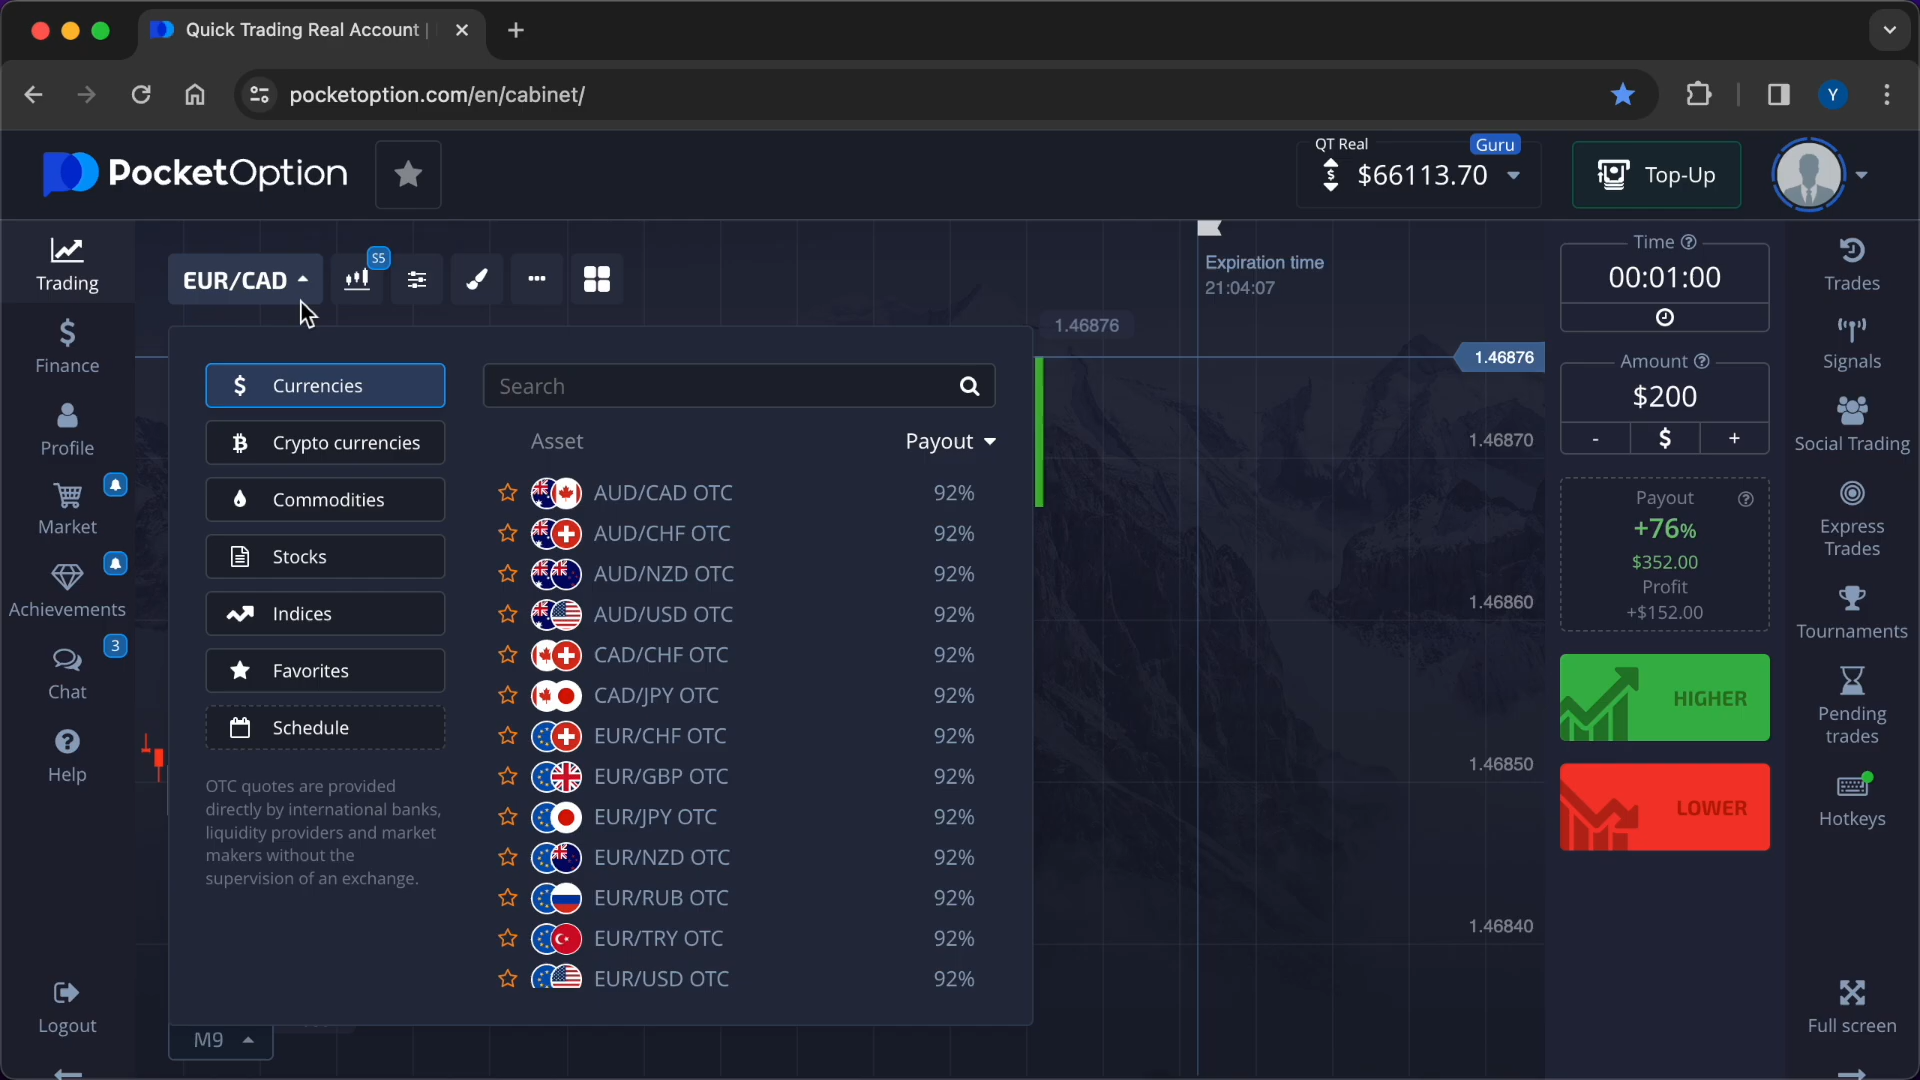 Quick Trading Real Account |
pocketoption.com/en/cabinet/
Y
PocketOption
QT Real
Guru
$66113.70
Top-Up
Trading
Finance
Profile
Market
Achievements
3
Chat
Help
Logout
EUR/CAD
S5
Currencies
Crypto currencies
Commodities
Stocks
Indices
Favorites
Schedule
OTC quotes are provided
directly by international banks,
liquidity providers and market
makers without the
supervision of an exchange.
Search
Asset Payout
AUD/CAD OTC 92%
AUD/CHF OTC 92%
AUD/NZD OTC 92%
AUD/USD OTC 92%
CAD/CHF OTC 92%
CAD/JPY OTC 92%
EUR/CHF OTC 92%
EUR/GBP OTC 92%
EUR/JPY OTC 92%
EUR/NZD OTC 92%
EUR/RUB OTC 92%
EUR/TRY OTC 92%
EUR/USD OTC 92%
M9
Expiration time
21:04:07
1.46876
1.46876
1.46870
1.46860
1.46850
1.46840
Time
00:01:00
Amount
$200
- $ +
Payout
+76%
$352.00
Profit
+$152.00
HIGHER
LOWER
Trades
Signals
Social Trading
Express
Trades
Tournaments
Pending
trades
Hotkeys
Full screen